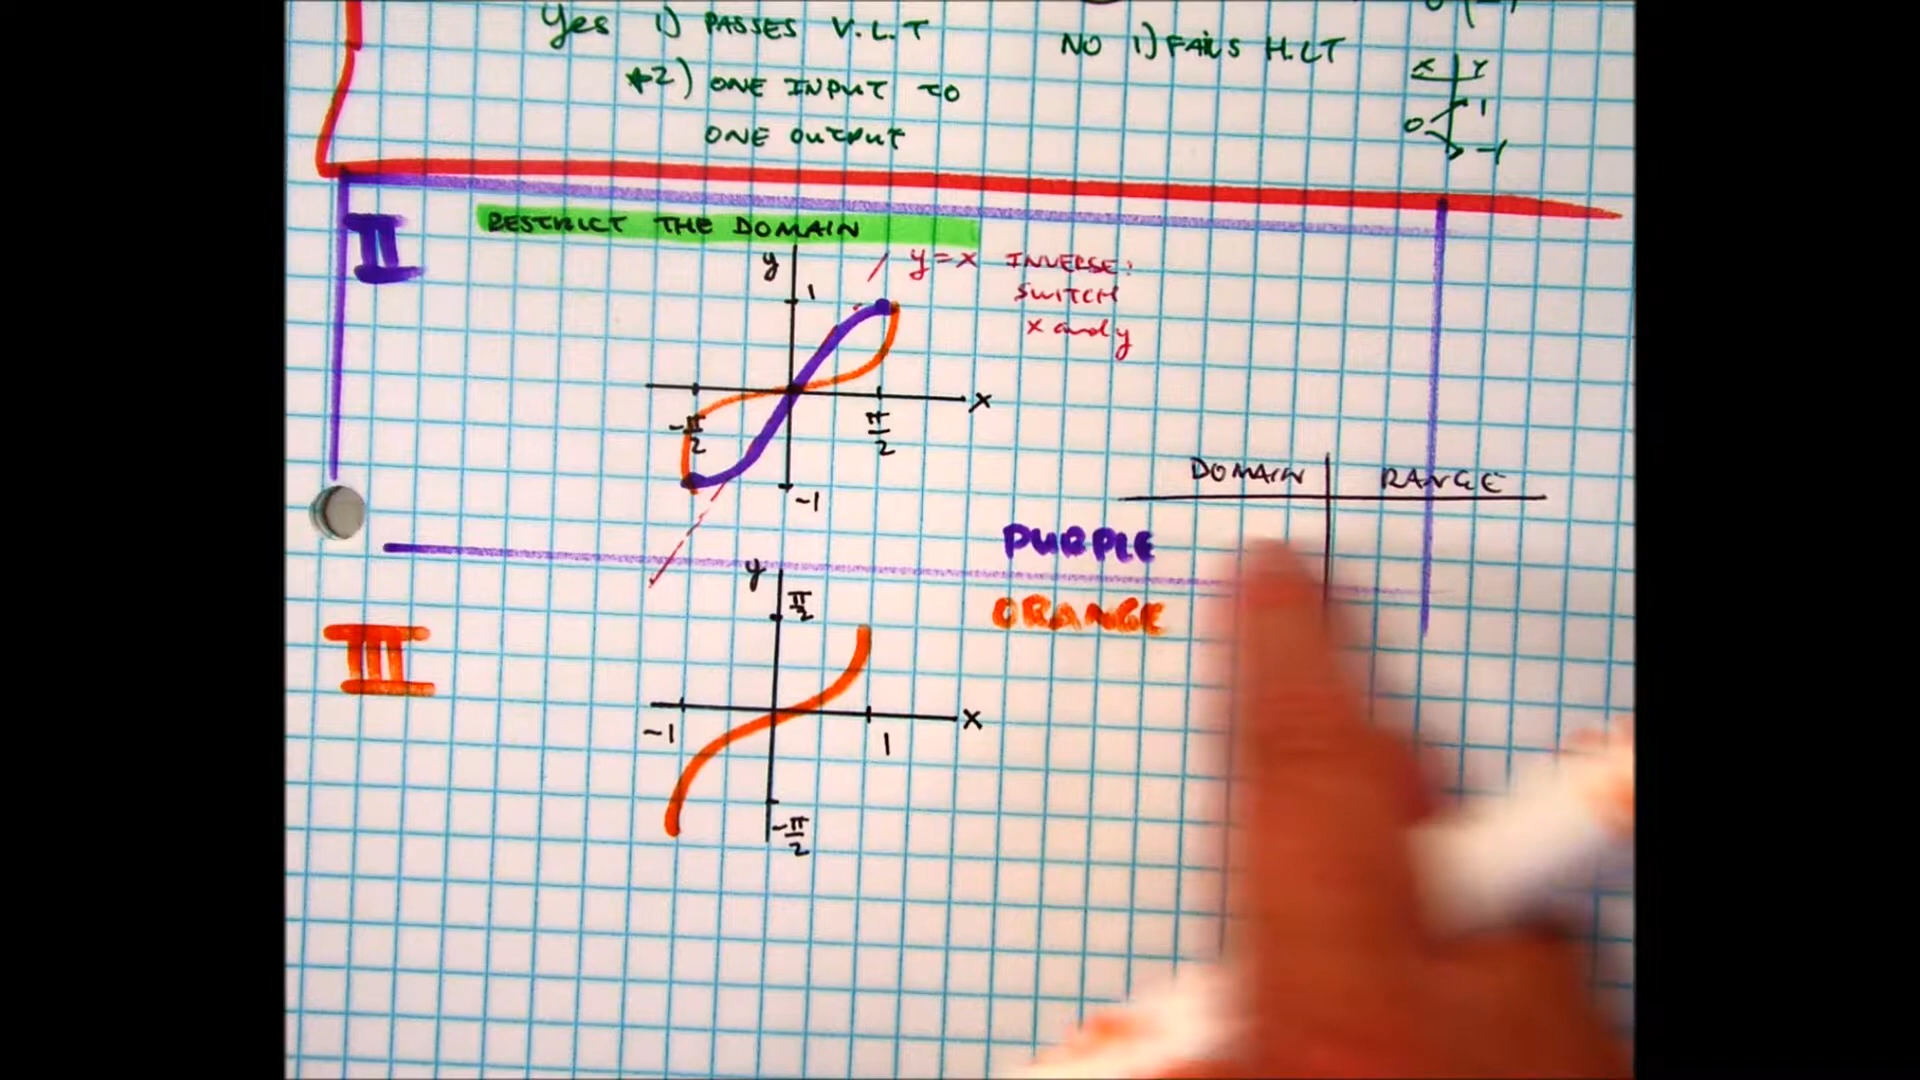 Yes 1) PASSES V.L.T
*2) ONE INPUT TO
ONE OUTPUT
NO 1) FAILS H.L.T
X Y
1
0
-1
II
RESTRICT THE DOMAIN
y
1
y=x
INVERSE:
SWITCH
x and y
x
-π/2
π/2
-1
DOMAIN RANGE
PURPLE
ORANGE
III
y
π/2
-1
1
x
-π/2